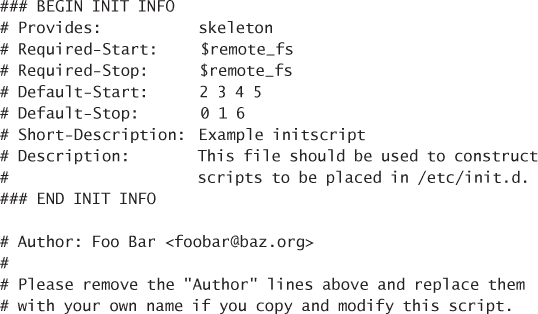 ### BEGIN INIT INFO
# Provides:          skeleton
# Required-Start:    $remote_fs
# Required-Stop:     $remote_fs
# Default-Start:     2 3 4 5
# Default-Stop:      0 1 6
# Short-Description: Example initscript
# Description:       This file should be used to construct
#                    scripts to be placed in /etc/init.d.
### END INIT INFO

# Author: Foo Bar <foobar@baz.org>
#
# Please remove the "Author" lines above and replace them
# with your own name if you copy and modify this script.